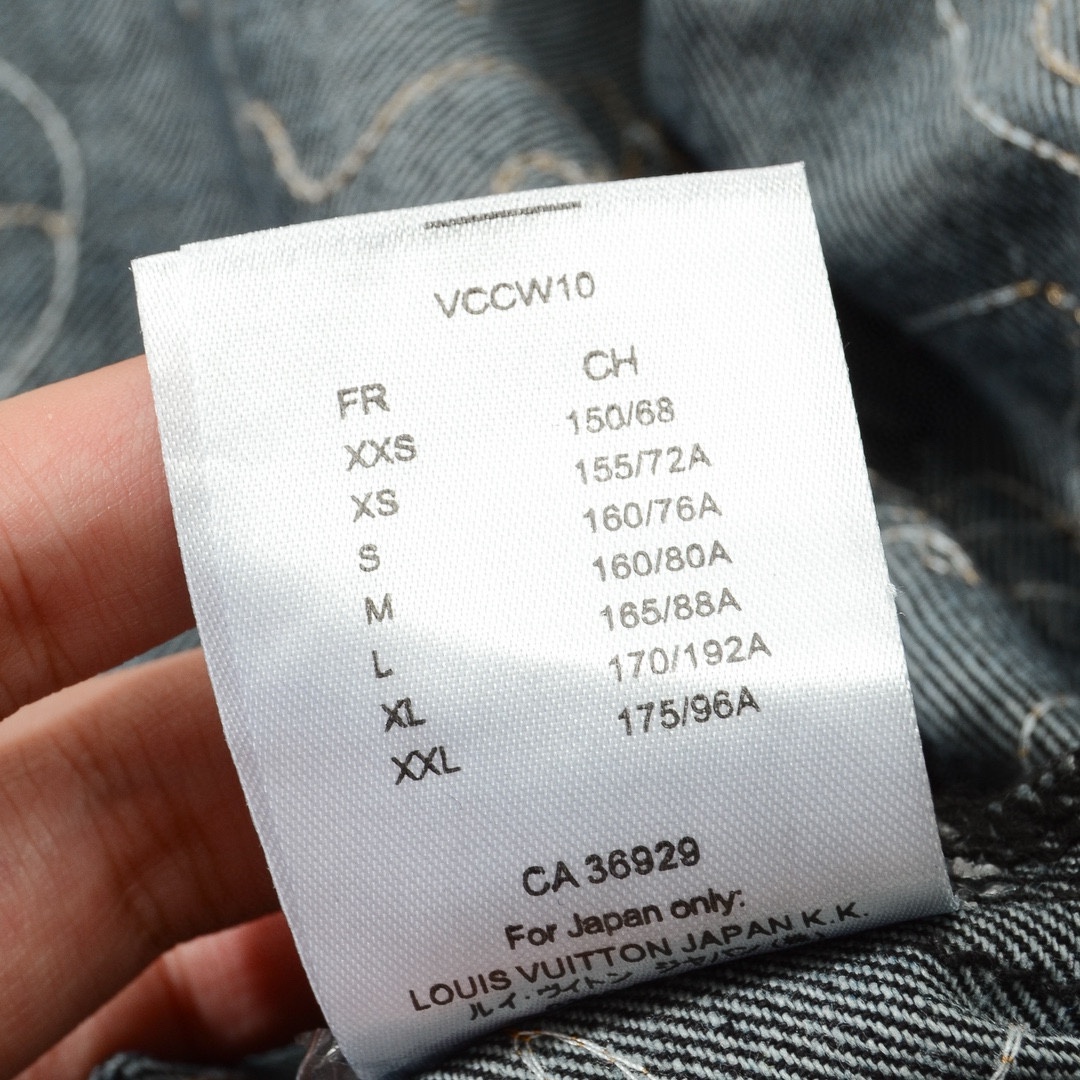 VCCW10
FR CH
XXS 150/68
XS 155/72A
S 160/76A
M 160/80A
L 165/88A
XL 170/192A
XXL 175/96A
CA 36929
For Japan only:
LOUIS VUITTON JAPAN K.K.
ルイ・ヴィトン